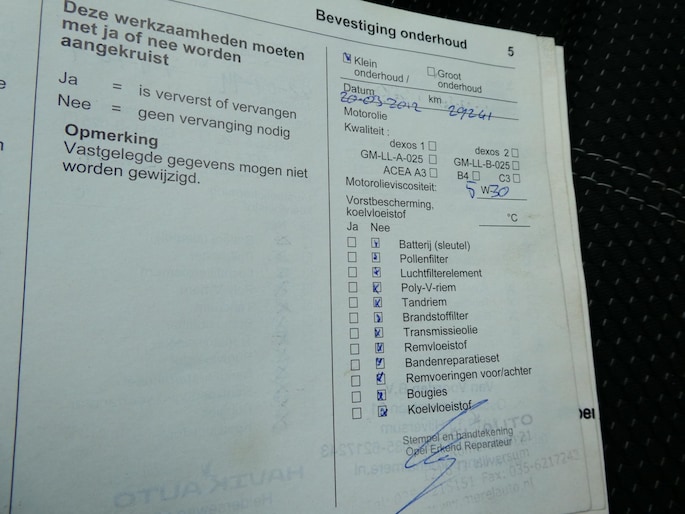 Deze werkzaamheden moeten
met ja of nee worden
aangekruist
Ja = is ververst of vervangen
Nee = geen vervanging nodig
Opmerking
Vastgelegde gegevens mogen niet
worden gewijzigd.
Bevestiging onderhoud 5
Klein onderhoud / Groot onderhoud
Datum 20-03-2012 km 29241
Motorolie
Kwaliteit :
dexos 1 dexos 2
GM-LL-A-025 GM-LL-B-025
ACEA A3 B4 C3
Motorolieviscositeit: 5 W 30
Vorstbescherming,
koelvloeistof °C
Ja Nee
Batterij (sleutel)
Pollenfilter
Luchtfilterelement
Poly-V-riem
Tandriem
Brandstoffilter
Transmissieolie
Remvloeistof
Bandenreparatieset
Remvoeringen voor/achter
Bougies
Koelvloeistof
Stempel en handtekening
Opel Erkend Reparateur
HAVIK AUTO